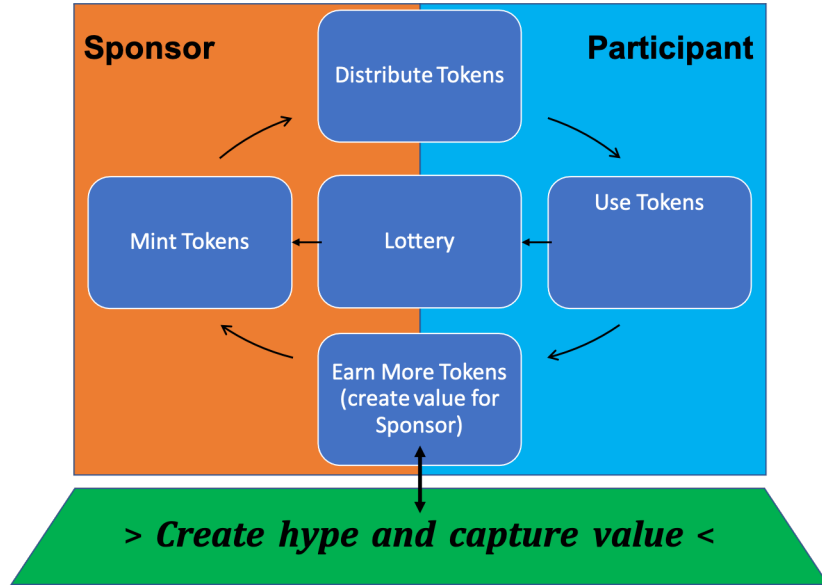 Sponsor
Participant
Distribute Tokens
Mint Tokens
Lottery
Use Tokens
Earn More Tokens
(create value for
Sponsor)
> Create hype and capture value <